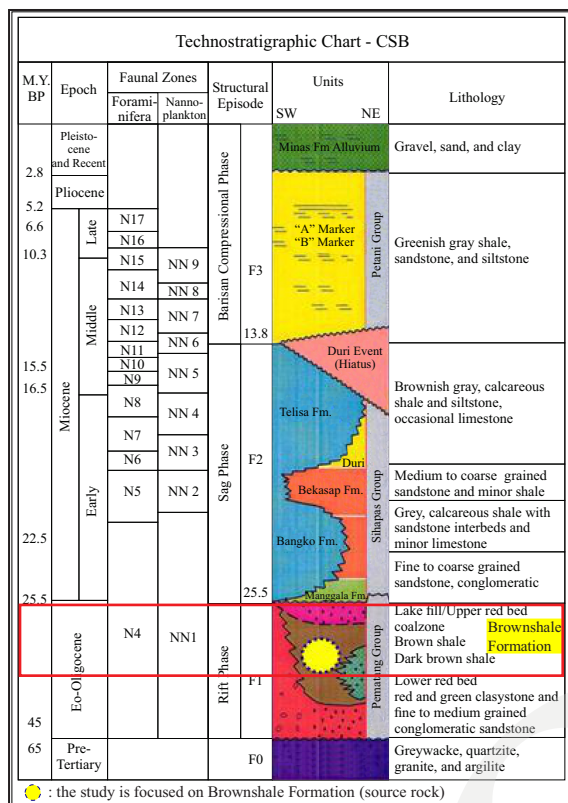 Technostratigraphic Chart - CSB
M.Y.
BP
Epoch
Faunal Zones
Forami-
nifera
Nanno-
plankton
Structural
Episode
Units
SW NE
Lithology
2.8
5.2
6.6
10.3
15.5
16.5
22.5
25.5
45
65
Pleisto-
cene
and Recent
Pliocene
Miocene
Late
Middle
Early
Eo-Oligocene
Pre-
Tertiary
N17
N16
N15
N14
N13
N12
N11
N10
N9
N8
N7
N6
N5
N4
NN 9
NN 8
NN 7
NN 6
NN 5
NN 4
NN 3
NN 2
NN1
Barisan Compressional Phase
Sag Phase
Rift Phase
F3
13.8
F2
25.5
F1
F0
Minas Fm Alluvium
"A" Marker
"B" Marker
Duri Event
(Hiatus)
Telisa Fm.
Duri
Bekasap Fm.
Bangko Fm.
Manggala Fm.
Petani Group
Sihapas Group
Pematang Group
Gravel, sand, and clay
Greenish gray shale,
sandstone, and siltstone
Brownish gray, calcareous
shale and siltstone,
occasional limestone
Medium to coarse grained
sandstone and minor shale
Grey, calcareous shale with
sandstone interbeds and
minor limestone
Fine to coarse grained
sandstone, conglomeratic
Lake fill/Upper red bed
coalzone
Brown shale
Dark brown shale
Brownshale
Formation
Lower red bed
red and green clasystone and
fine to medium grained
conglomeratic sandstone
Greywacke, quartzite,
granite, and argilite
: the study is focused on Brownshale Formation (source rock)